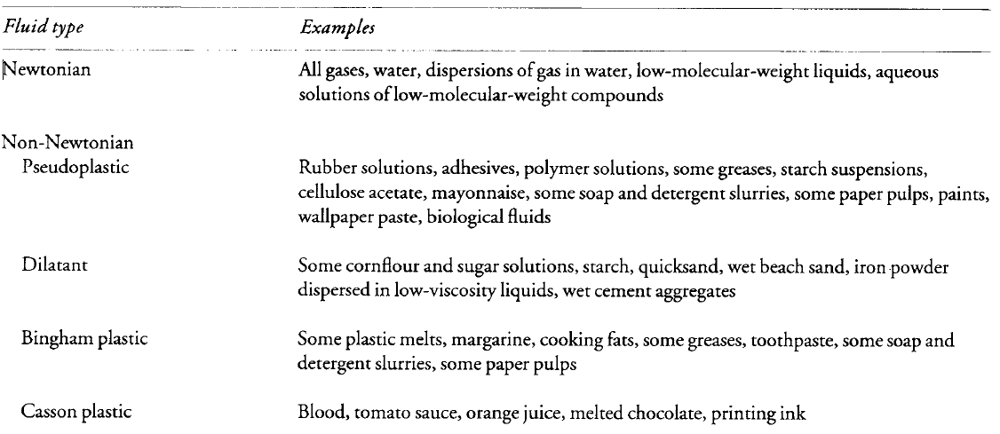 Fluid type Examples
Newtonian All gases, water, dispersions of gas in water, low-molecular-weight liquids, aqueous
solutions of low-molecular-weight compounds
Non-Newtonian
Pseudoplastic Rubber solutions, adhesives, polymer solutions, some greases, starch suspensions,
cellulose acetate, mayonnaise, some soap and detergent slurries, some paper pulps, paints,
wallpaper paste, biological fluids
Dilatant Some cornflour and sugar solutions, starch, quicksand, wet beach sand, iron powder
dispersed in low-viscosity liquids, wet cement aggregates
Bingham plastic Some plastic melts, margarine, cooking fats, some greases, toothpaste, some soap and
detergent slurries, some paper pulps
Casson plastic Blood, tomato sauce, orange juice, melted chocolate, printing ink